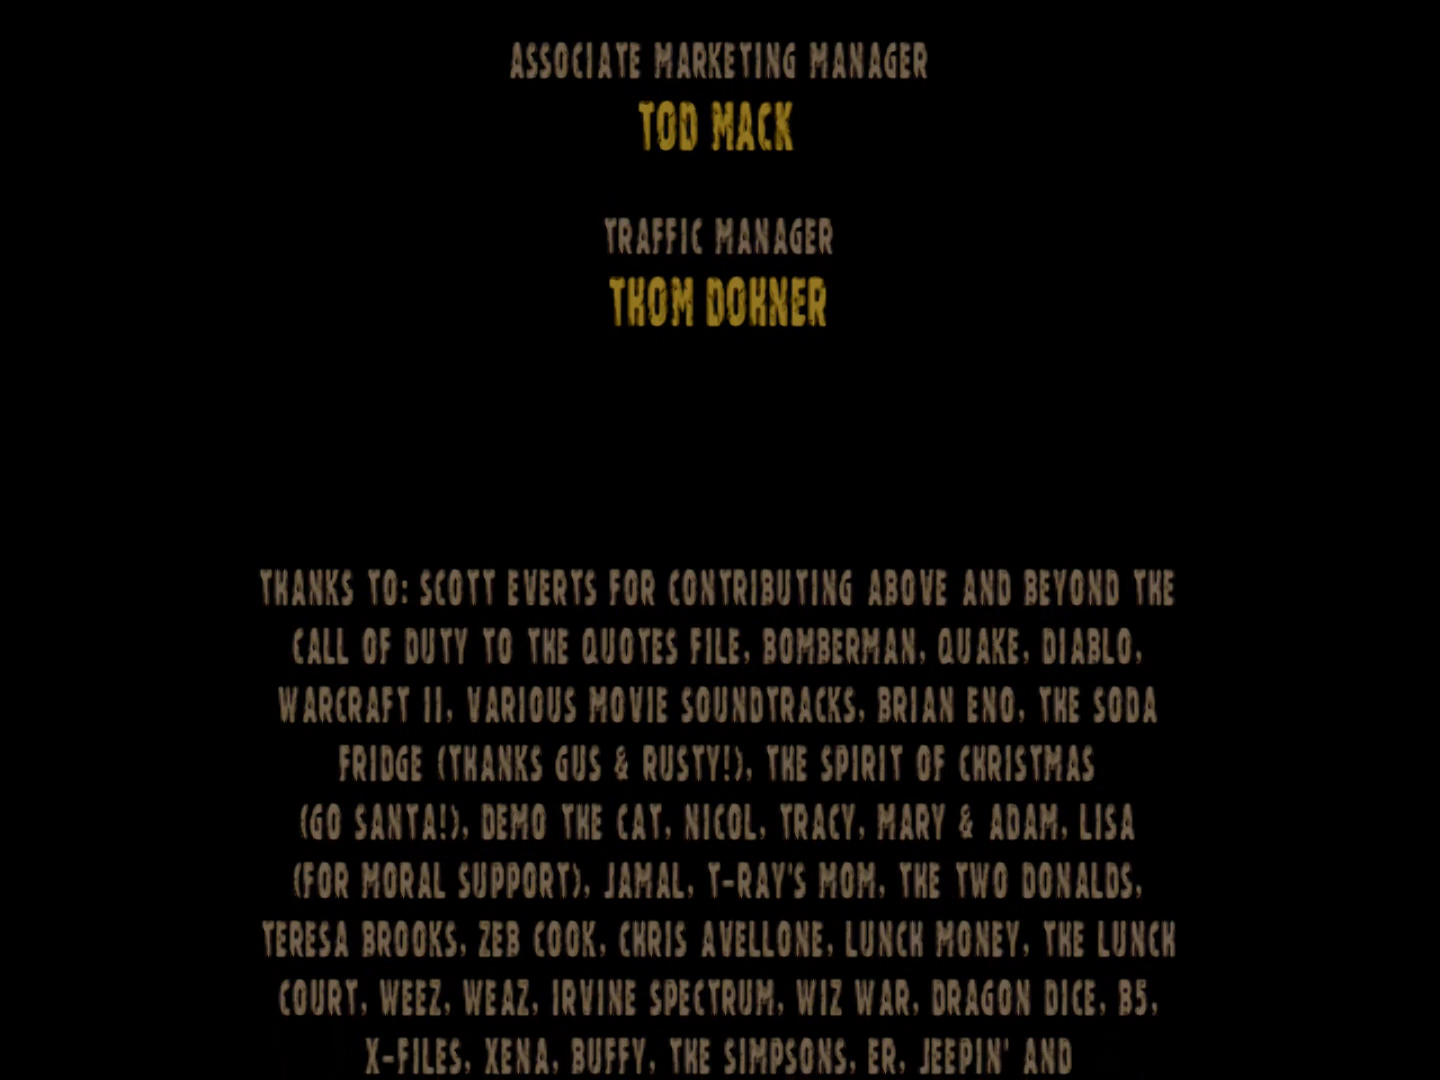 ASSOCIATE MARKETING MANAGER
TOD MACK
TRAFFIC MANAGER
THOM DOHNER
THANKS TO: SCOTT EVERTS FOR CONTRIBUTING ABOVE AND BEYOND THE
CALL OF DUTY TO THE QUOTES FILE, BOMBERMAN, QUAKE, DIABLO,
WARCRAFT II, VARIOUS MOVIE SOUNDTRACKS, BRIAN ENO, THE SODA
FRIDGE (THANKS GUS & RUSTY!), THE SPIRIT OF CHRISTMAS
(GO SANTA!), DEMO THE CAT, NICOL, TRACY, MARY & ADAM, LISA
(FOR MORAL SUPPORT), JAMAL, T-RAY'S MOM, THE TWO DONALDS,
TERESA BROOKS, ZEB COOK, CHRIS AVELLONE, LUNCH MONEY, THE LUNCH
COURT, WEEZ, WEAZ, IRVINE SPECTRUM, WIZ WAR, DRAGON DICE, B5,
X-FILES, XENA, BUFFY, THE SIMPSONS, ER, JEEPIN' AND